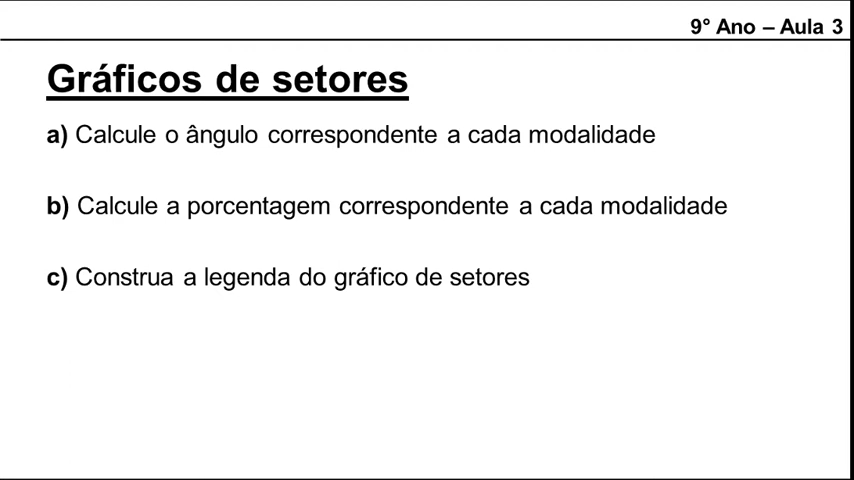 9° Ano – Aula 3
Gráficos de setores
a) Calcule o ângulo correspondente a cada modalidade
b) Calcule a porcentagem correspondente a cada modalidade
c) Construa a legenda do gráfico de setores